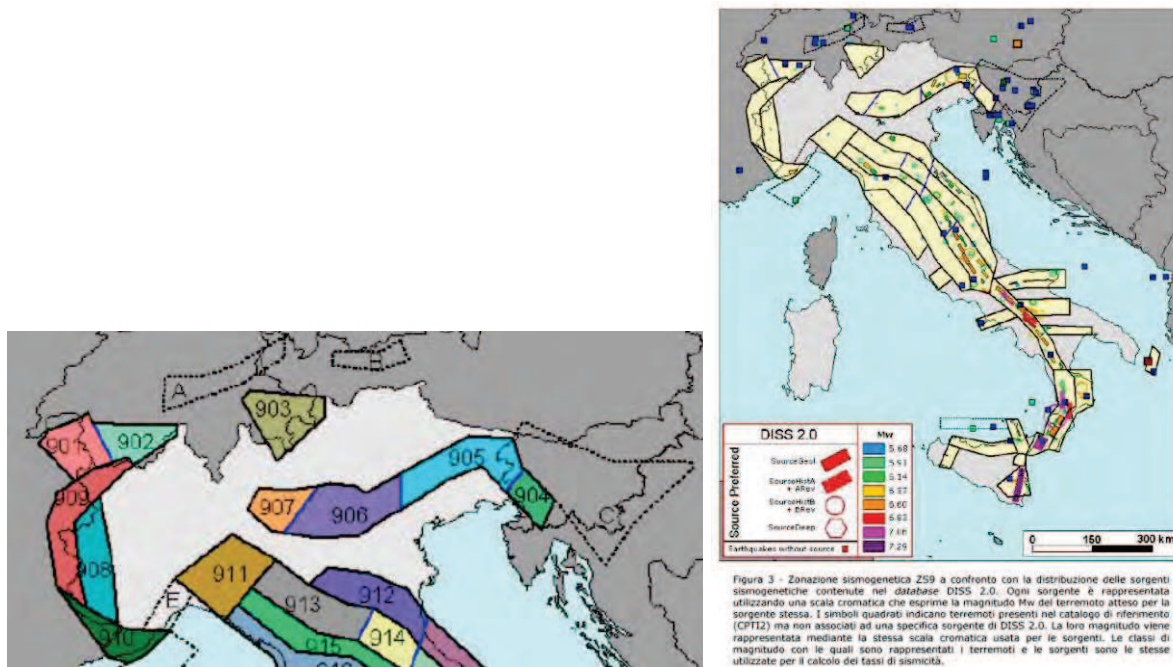 A
B
903
901
902
905
909
904
907
906
C
908
911
E
913
912
910
915
914
DISS 2.0
Mw
Source Preferred
SourceGeol
SourceHistA
+ ARev
SourceHistB
+ BRev
SourceDeep
Earthquakes without source
5.68
5.91
6.14
6.37
6.60
6.83
7.06
7.29
0 150 300 km
Figura 3 - Zonazione sismogenetica ZS9 a confronto con la distribuzione delle sorgenti
sismogenetiche contenute nel database DISS 2.0. Ogni sorgente è rappresentata
utilizzando una scala cromatica che esprime la magnitudo Mw del terremoto atteso per la
sorgente stessa. I simboli quadrati indicano terremoti presenti nel catalogo di riferimento
(CPTI2) ma non associati ad una specifica sorgente di DISS 2.0. La loro magnitudo viene
rappresentata mediante la stessa scala cromatica usata per le sorgenti. Le classi di
magnitudo con le quali sono rappresentati i terremoti e le sorgenti sono le stesse
utilizzate per il calcolo dei tassi di sismicità.